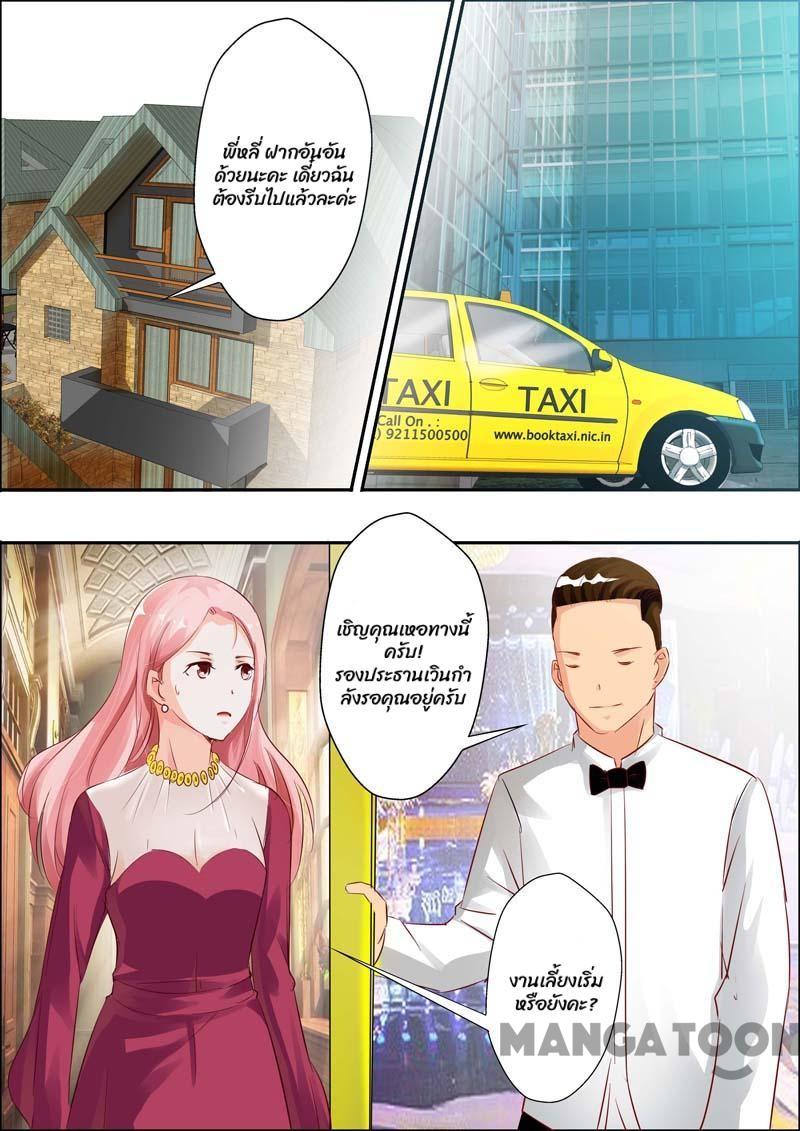 พี่หลี่ ฝากอันอัน
ด้วยนะคะ เดี๋ยวฉัน
ต้องรีบไปแล้วละค่ะ
TAXI
TAXI
Call On . :
) 9211500500
www.booktaxi.nic.in
เชิญคุณเหอทางนี้
ครับ!
รองประธานเวินกำ
ลังรอคุณอยู่ครับ
งานเลี้ยงเริ่ม
หรือยังคะ?
MANGATOON